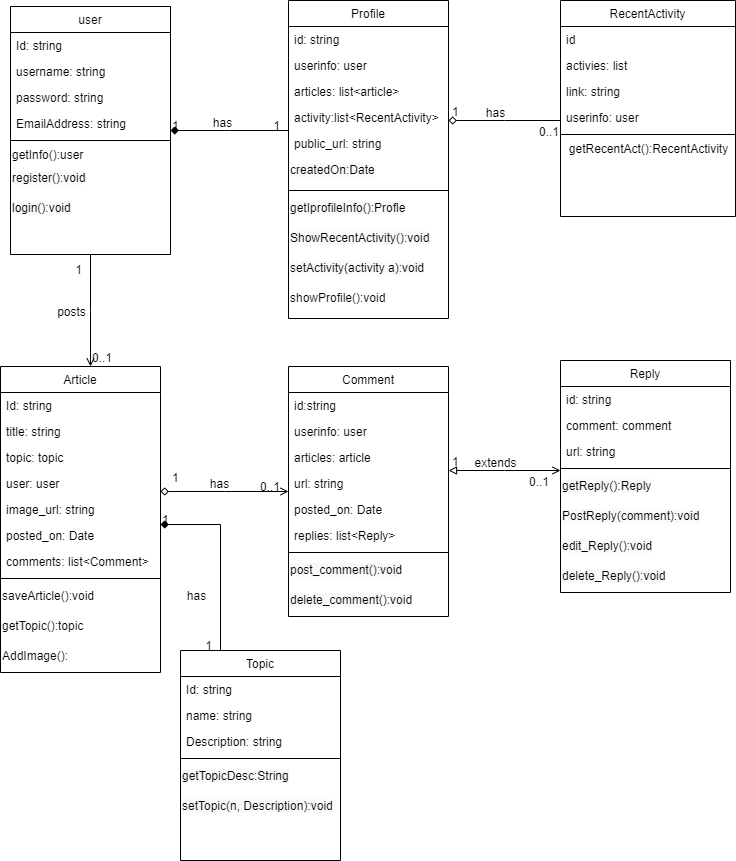 user
Id: string
username: string
password: string
EmailAddress: string
getInfo():user
register():void
login():void
1
has
1
Profile
id: string
userinfo: user
articles: list<article>
activity:list<RecentActivity>
public_url: string
createdOn:Date
getIprofileInfo():Profle
ShowRecentActivity():void
setActivity(activity a):void
showProfile():void
1
has
0..1
RecentActivity
id
activies: list
link: string
userinfo: user
getRecentAct():RecentActivity
1
posts
0..1
Article
Id: string
title: string
topic: topic
user: user
image_url: string
posted_on: Date
comments: list<Comment>
saveArticle():void
getTopic():topic
AddImage():
1
has
0..1
Comment
id:string
userinfo: user
articles: article
url: string
posted_on: Date
replies: list<Reply>
post_comment():void
delete_comment():void
1
extends
0..1
Reply
id: string
comment: comment
url: string
getReply():Reply
PostReply(comment):void
edit_Reply():void
delete_Reply():void
1
has
1
Topic
Id: string
name: string
Description: string
getTopicDesc:String
setTopic(n, Description):void